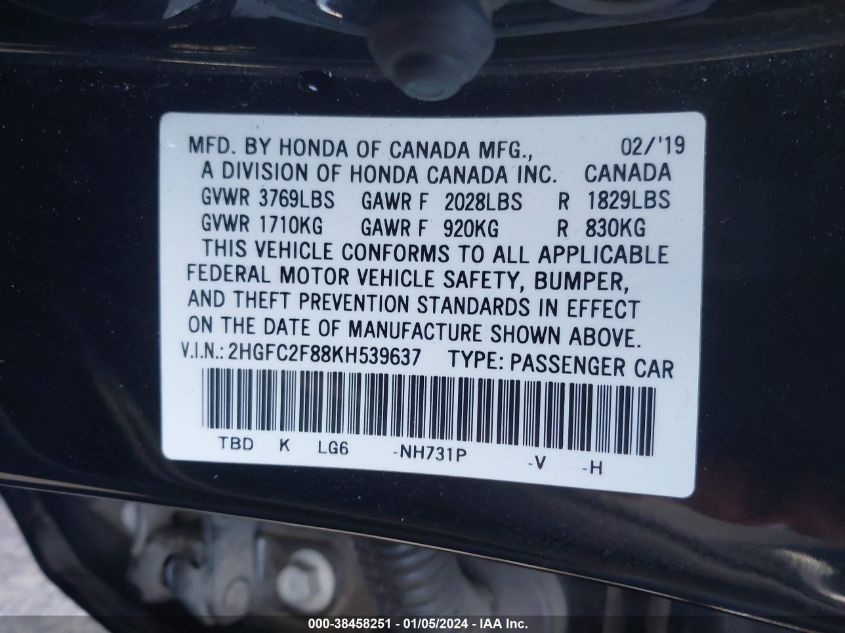 MFD. BY HONDA OF CANADA MFG., 02/'19
A DIVISION OF HONDA CANADA INC. CANADA
GVWR 3769LBS GAWR F 2028LBS R 1829LBS
GVWR 1710KG GAWR F 920KG R 830KG
THIS VEHICLE CONFORMS TO ALL APPLICABLE
FEDERAL MOTOR VEHICLE SAFETY, BUMPER,
AND THEFT PREVENTION STANDARDS IN EFFECT
ON THE DATE OF MANUFACTURE SHOWN ABOVE.
V.I.N.: 2HGFC2F88KH539637 TYPE: PASSENGER CAR
TBD K LG6 -NH731P -V -H
000-38458251 - 01/05/2024 - IAA Inc.